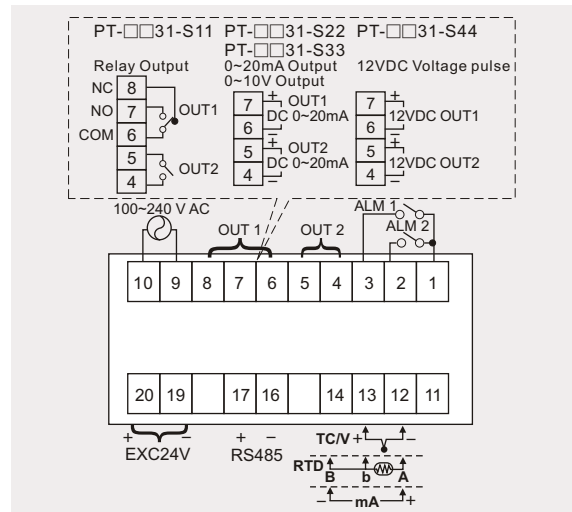 PT-□□31-S11 PT-□□31-S22 PT-□□31-S44
PT-□□31-S33
Relay Output 0~20mA Output 12VDC Voltage pulse
0~10V Output
NC 8
NO 7 OUT1
COM 6
5 OUT2
4
7 + OUT1
DC 0~20mA
6 −
5 + OUT2
DC 0~20mA
4 −
7 +
12VDC OUT1
6 −
5 +
12VDC OUT2
4 −
100~240 V AC
OUT 1 OUT 2
ALM 1
ALM 2
10 9 8 7 6 5 4 3 2 1
20 19 17 16 14 13 12 11
+ − + −
EXC24V RS485
TC/V + −
RTD
B b A
− mA +